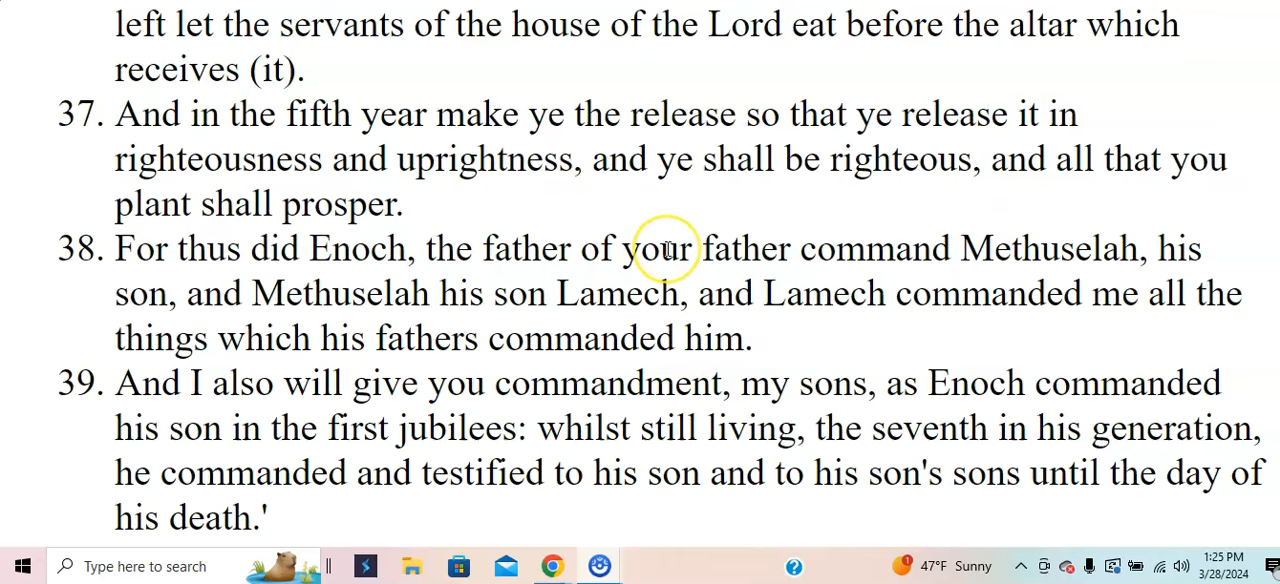 left let the servants of the house of the Lord eat before the altar which
receives (it).
37. And in the fifth year make ye the release so that ye release it in
righteousness and uprightness, and ye shall be righteous, and all that you
plant shall prosper.
38. For thus did Enoch, the father of your father command Methuselah, his
son, and Methuselah his son Lamech, and Lamech commanded me all the
things which his fathers commanded him.
39. And I also will give you commandment, my sons, as Enoch commanded
his son in the first jubilees: whilst still living, the seventh in his generation,
he commanded and testified to his son and to his son's sons until the day of
his death.'
Type here to search
47°F Sunny
1:25 PM
3/28/2024